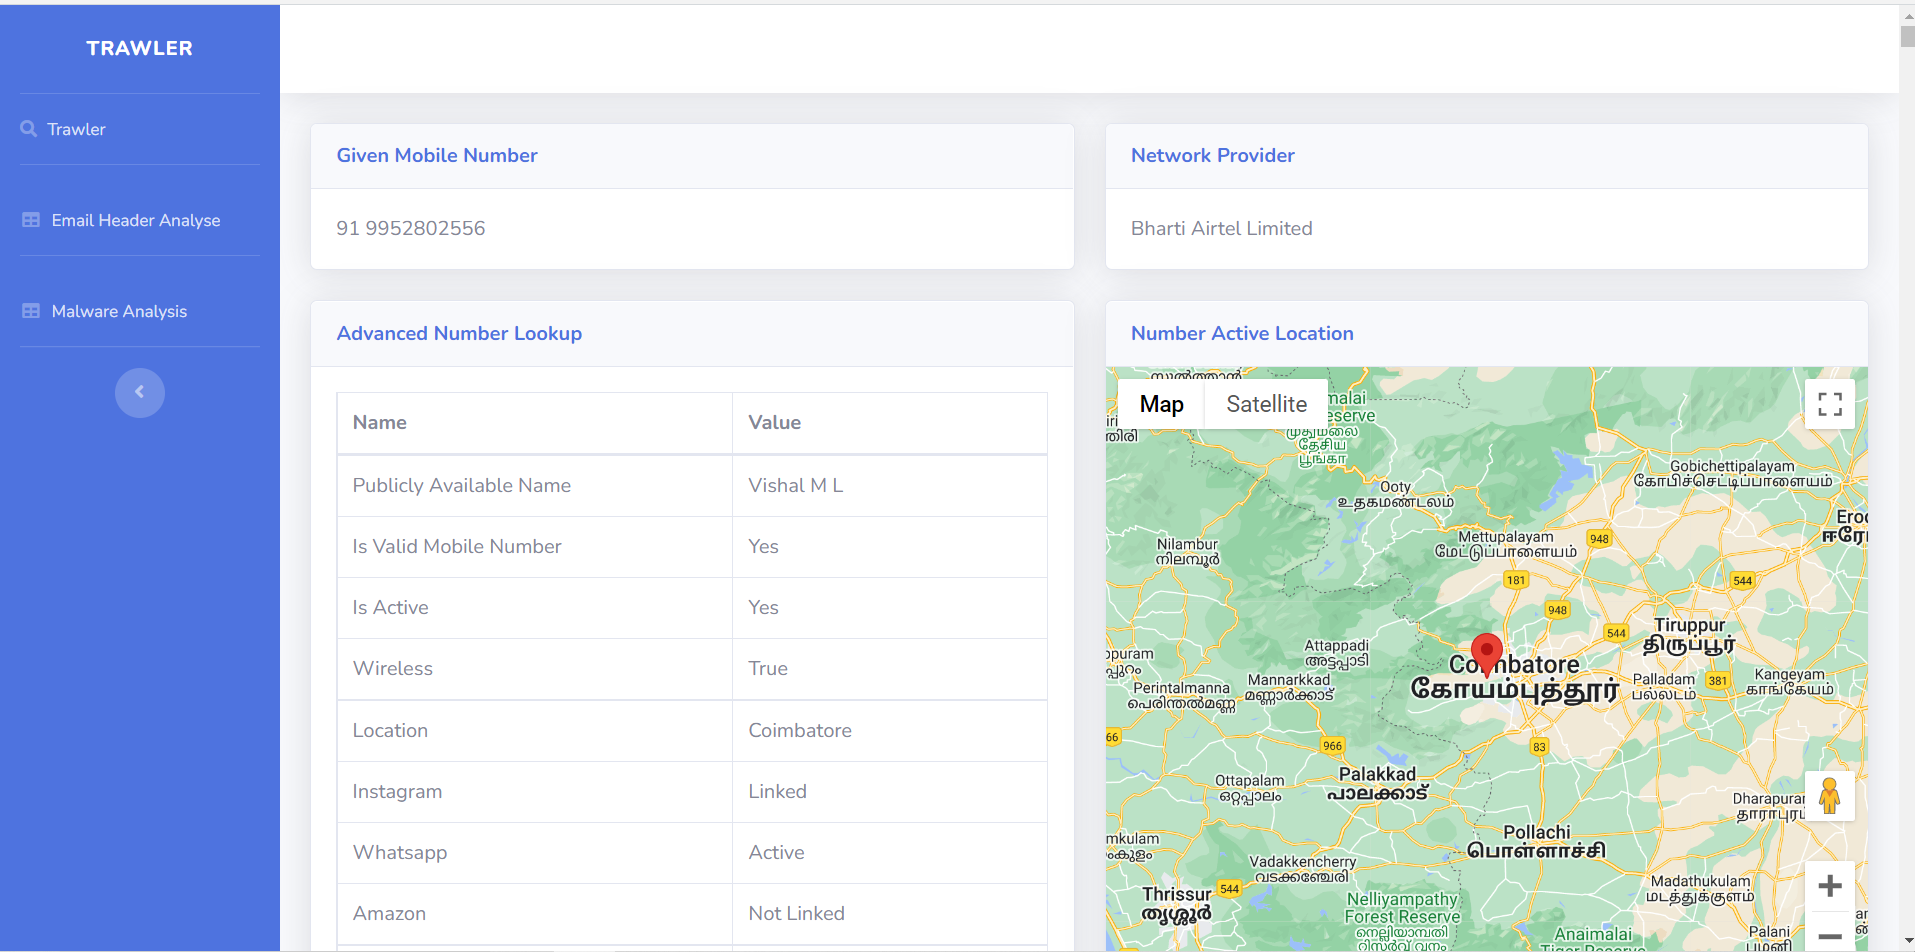 TRAWLER
Trawler
Email Header Analyse
Malware Analysis
Given Mobile Number
91 9952802556
Network Provider
Bharti Airtel Limited
Advanced Number Lookup
Name Value
Publicly Available Name Vishal M L
Is Valid Mobile Number Yes
Is Active Yes
Wireless True
Location Coimbatore
Instagram Linked
Whatsapp Active
Amazon Not Linked
Number Active Location
Map Satellite
முதுமலை
தேசிய
பூங்கா
Gobichettipalayam
கோபிச்செட்டிப்பாளையம்
Ooty
உதகமண்டலம்
Mettupalayam
மேட்டுப்பாளையம்
948
Nilambur
നിലമ്പൂർ
181
544
948
544
Tiruppur
திருப்பூர்
Attappadi
അട്ടപ്പാടി
Coimbatore
கோயம்புத்தூர்
Mannarkkad
മണ്ണാർക്കാട്
Perintalmanna
പെരിന്തൽമണ്ണ
Palladam
பல்லடம்
381
Kangeyam
காங்கேயம்
66
966
83
Palakkad
പാലക്കാട്
Ottapalam
ഒറ്റപ്പാലം
Pollachi
பொள்ளாச்சி
Vadakkencherry
വടക്കഞ്ചേരി
Thrissur
തൃശ്ശൂർ
544
Nelliyampathy
Forest Reserve
നെല്ലിയാമ്പതി
റിസർവ് വനം
Madathukulam
மடத்துக்குளம்
Anaimalai
Palani
பழனி